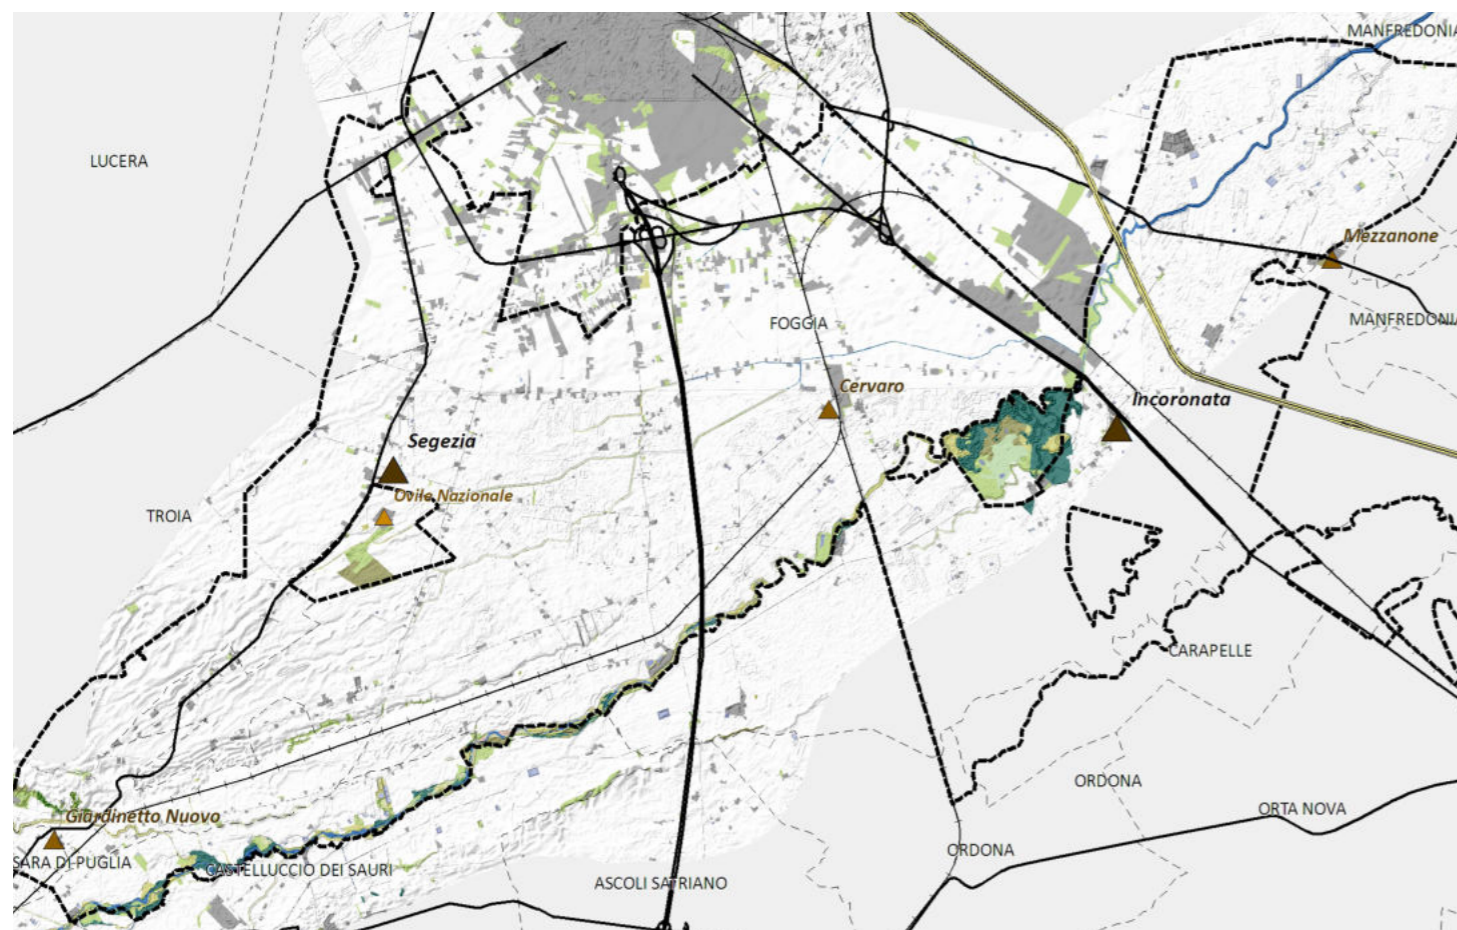 MANFREDONIA
LUCERA
Mezzanone
MANFREDONIA
FOGGIA
Cervaro
Incoronata
Segezia
Ovile Nazionale
TROIA
CARAPELLE
ORDONA
ORTA NOVA
Giardinetto Nuovo
ORDONA
SARA DI PUGLIA
CASTELLUCCIO DEI SAURI
ASCOLI SATRIANO